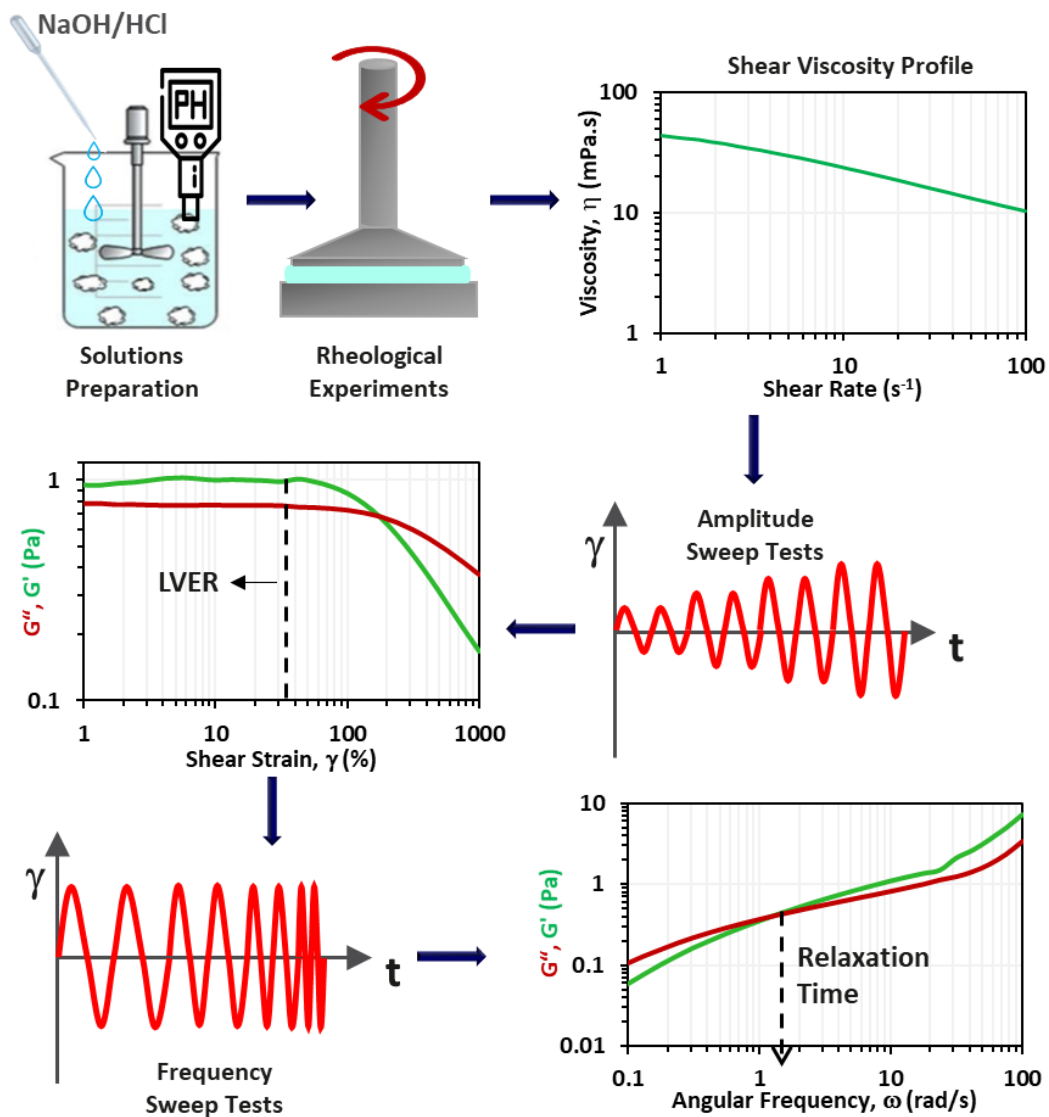 NaOH/HCl
PH
Solutions
Preparation
Rheological
Experiments
Shear Viscosity Profile
Viscosity, η (mPa.s)
100
10
1
1 10 100
Shear Rate (s⁻¹)
G“, G' (Pa)
1
0.1
LVER
1 10 100 1000
Shear Strain, γ (%)
Amplitude
Sweep Tests
γ
t
γ
t
Frequency
Sweep Tests
G“, G' (Pa)
10
1
0.1
0.01
Relaxation
Time
0.1 1 10 100
Angular Frequency, ω (rad/s)